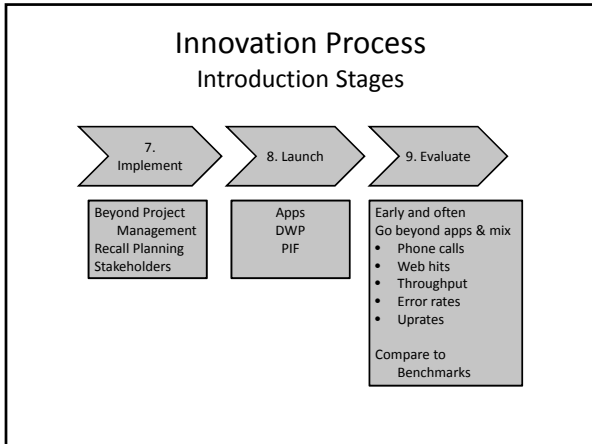 Innovation Process
Introduction Stages
7.
Implement
8. Launch
9. Evaluate
Beyond Project
Management
Recall Planning
Stakeholders
Apps
DWP
PIF
Early and often
Go beyond apps & mix
• Phone calls
• Web hits
• Throughput
• Error rates
• Uprates
Compare to
Benchmarks